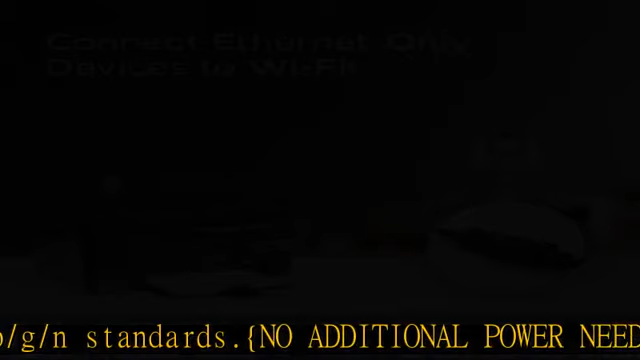 Connect Ethernet Only
Devices to Wi-Fi
b/g/n standards.{NO ADDITIONAL POWER NEED